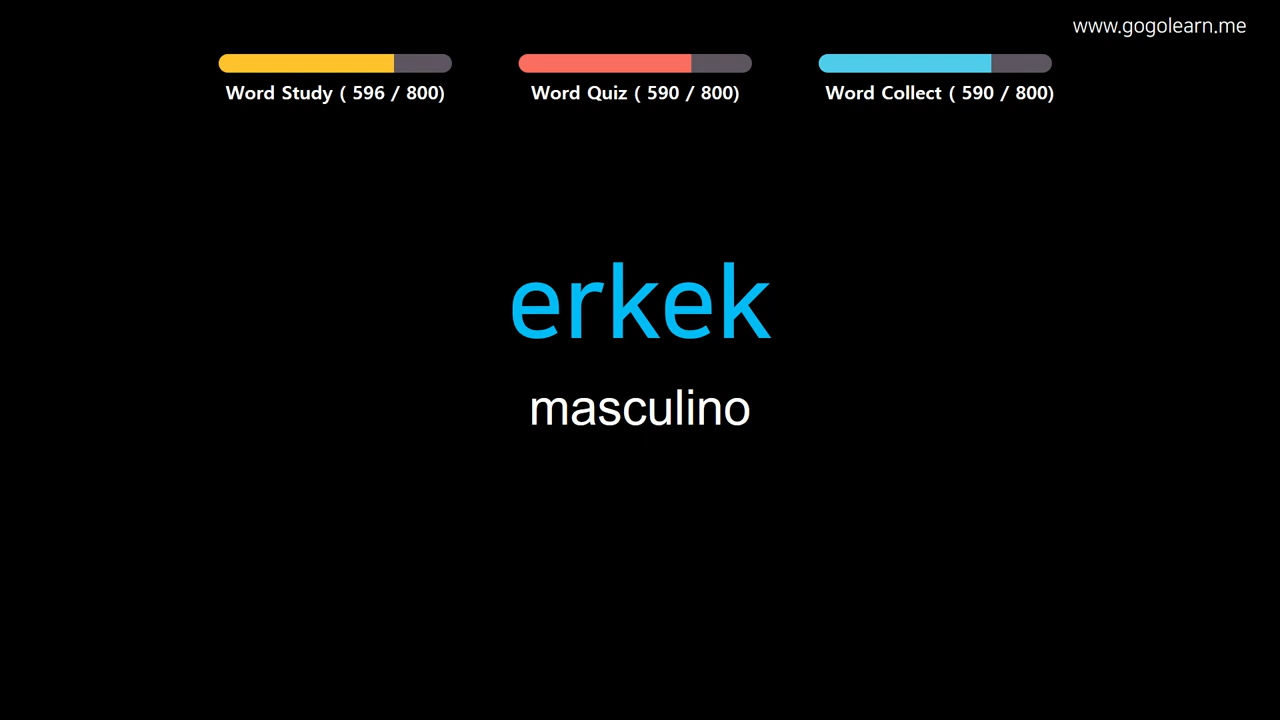 www.gogolearn.me
Word Study ( 596 / 800)
Word Quiz ( 590 / 800)
Word Collect ( 590 / 800)
erkek
masculino